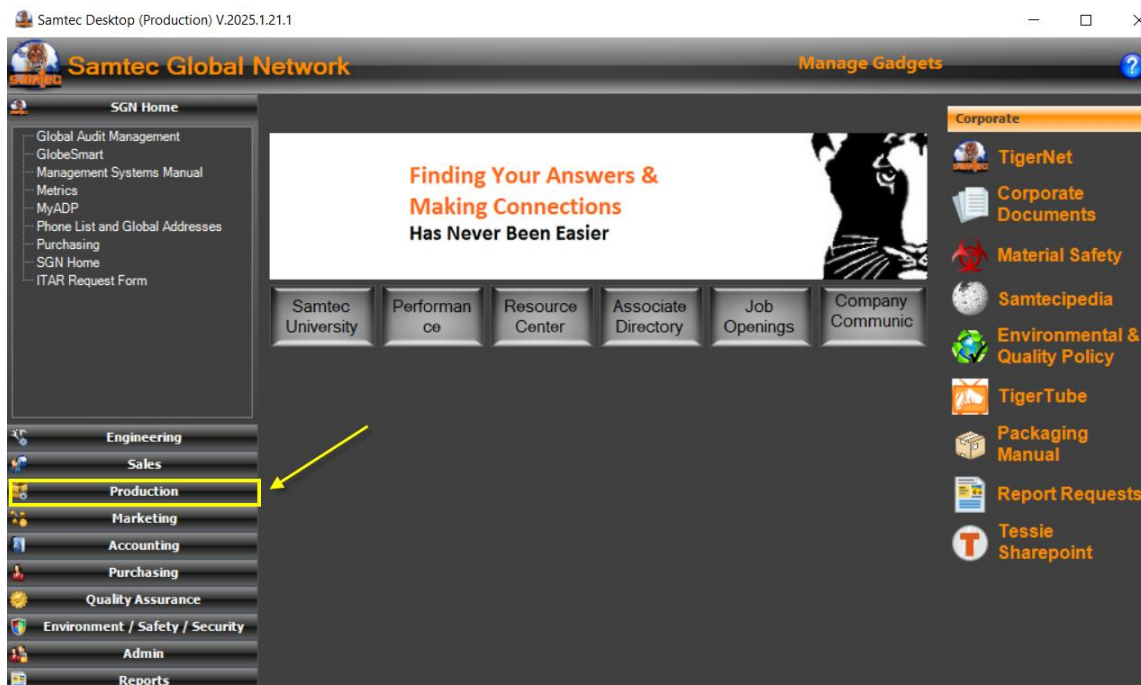 Samtec Desktop (Production) V.2025.1.21.1
Samtec Global Network
Manage Gadgets
?
SGN Home
Global Audit Management
GlobeSmart
Management Systems Manual
Metrics
MyADP
Phone List and Global Addresses
Purchasing
SGN Home
ITAR Request Form
Engineering
Sales
Production
Marketing
Accounting
Purchasing
Quality Assurance
Environment / Safety / Security
Admin
Reports
Finding Your Answers &
Making Connections
Has Never Been Easier
Samtec
University
Performan
ce
Resource
Center
Associate
Directory
Job
Openings
Company
Communic
Corporate
TigerNet
Corporate
Documents
Material Safety
Samtecipedia
Environmental &
Quality Policy
TigerTube
Packaging
Manual
Report Requests
T
Tessie
Sharepoint